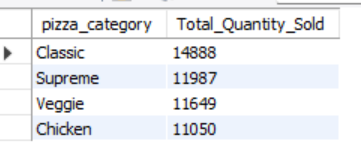 pizza_category Total_Quantity_Sold
Classic 14888
Supreme 11987
Veggie 11649
Chicken 11050